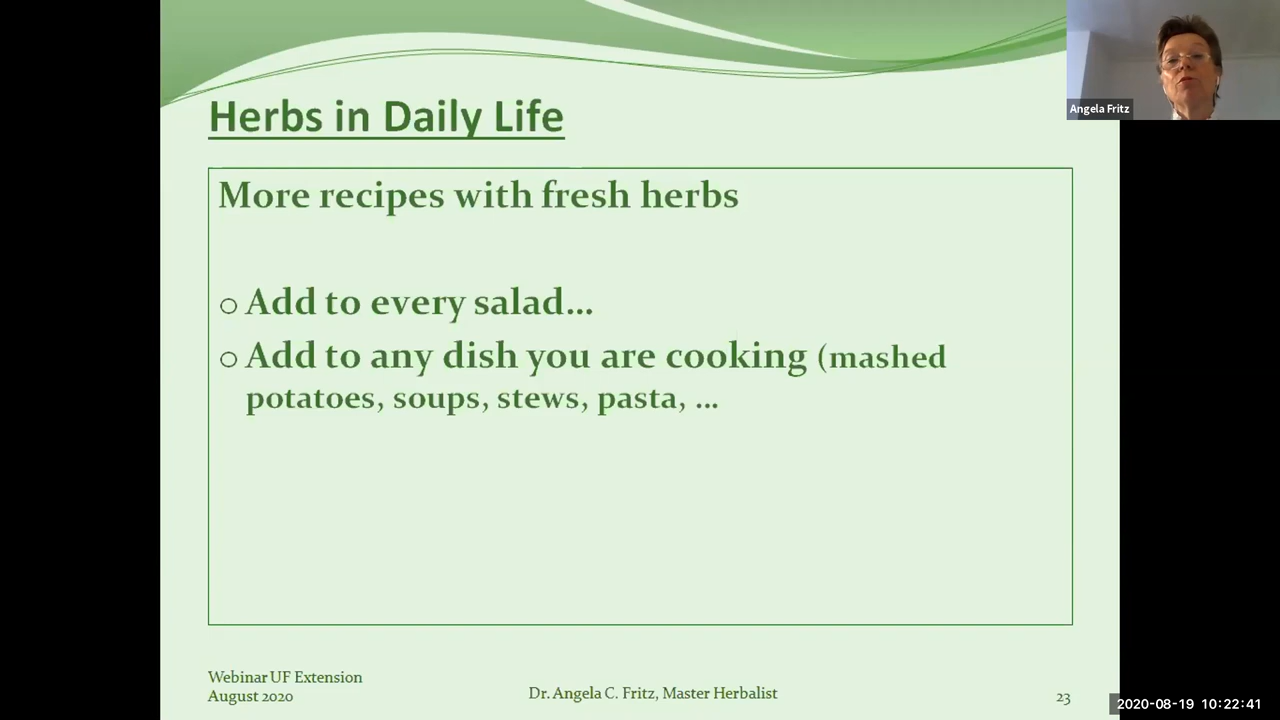 Angela Fritz
Herbs in Daily Life
More recipes with fresh herbs
Add to every salad...
Add to any dish you are cooking (mashed
potatoes, soups, stews, pasta, ...
Webinar UF Extension
August 2020
Dr. Angela C. Fritz, Master Herbalist
23
2020-08-19 10:22:41